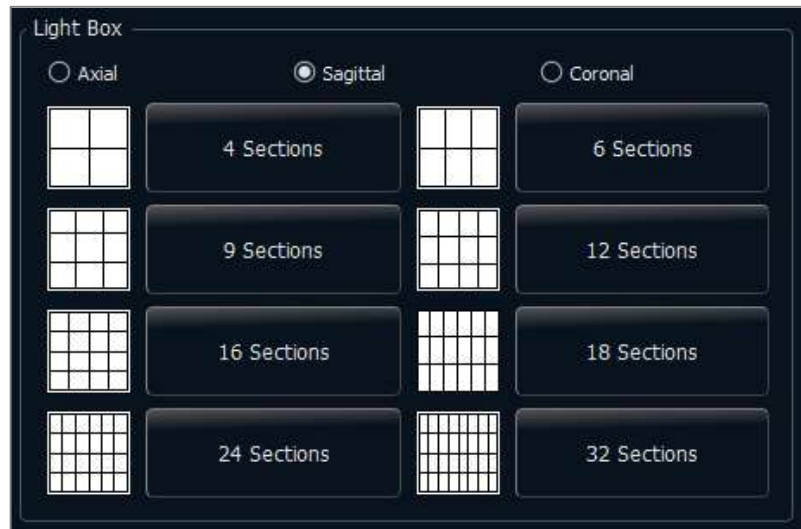 Light Box
Axial Sagittal Coronal
4 Sections 6 Sections
9 Sections 12 Sections
16 Sections 18 Sections
24 Sections 32 Sections